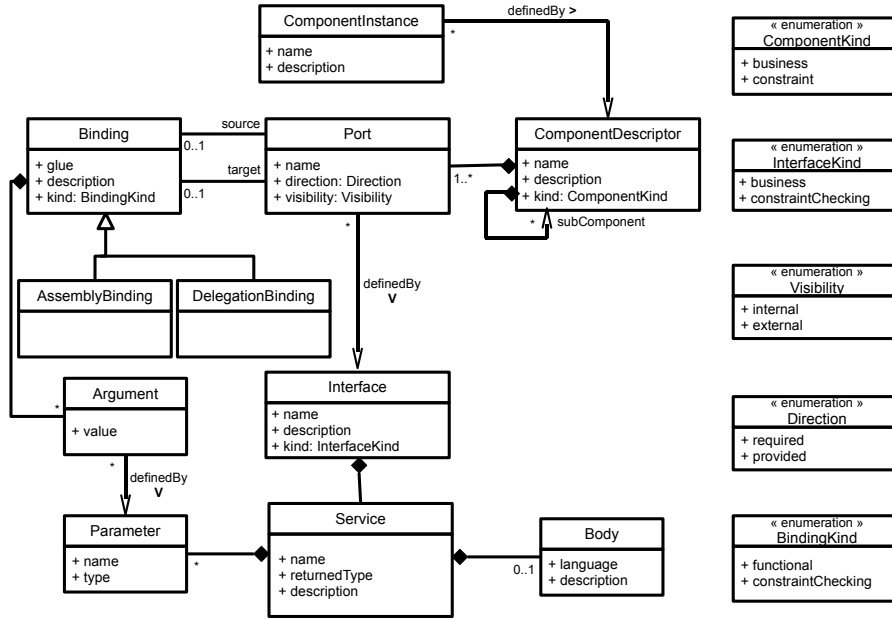 ComponentInstance
+ name
+ description
definedBy >
*
« enumeration »
ComponentKind
+ business
+ constraint
Binding
+ glue
+ description
+ kind: BindingKind
source
0..1
target
0..1
Port
+ name
+ direction: Direction
+ visibility: Visibility
1..*
*
ComponentDescriptor
+ name
+ description
+ kind: ComponentKind
* subComponent
« enumeration »
InterfaceKind
+ business
+ constraintChecking
AssemblyBinding
DelegationBinding
definedBy
V
« enumeration »
Visibility
+ internal
+ external
Argument
+ value
*
*
definedBy
V
Interface
+ name
+ description
+ kind: InterfaceKind
« enumeration »
Direction
+ required
+ provided
Parameter
+ name
+ type
*
Service
+ name
+ returnedType
+ description
Body
+ language
+ description
0..1
« enumeration »
BindingKind
+ functional
+ constraintChecking